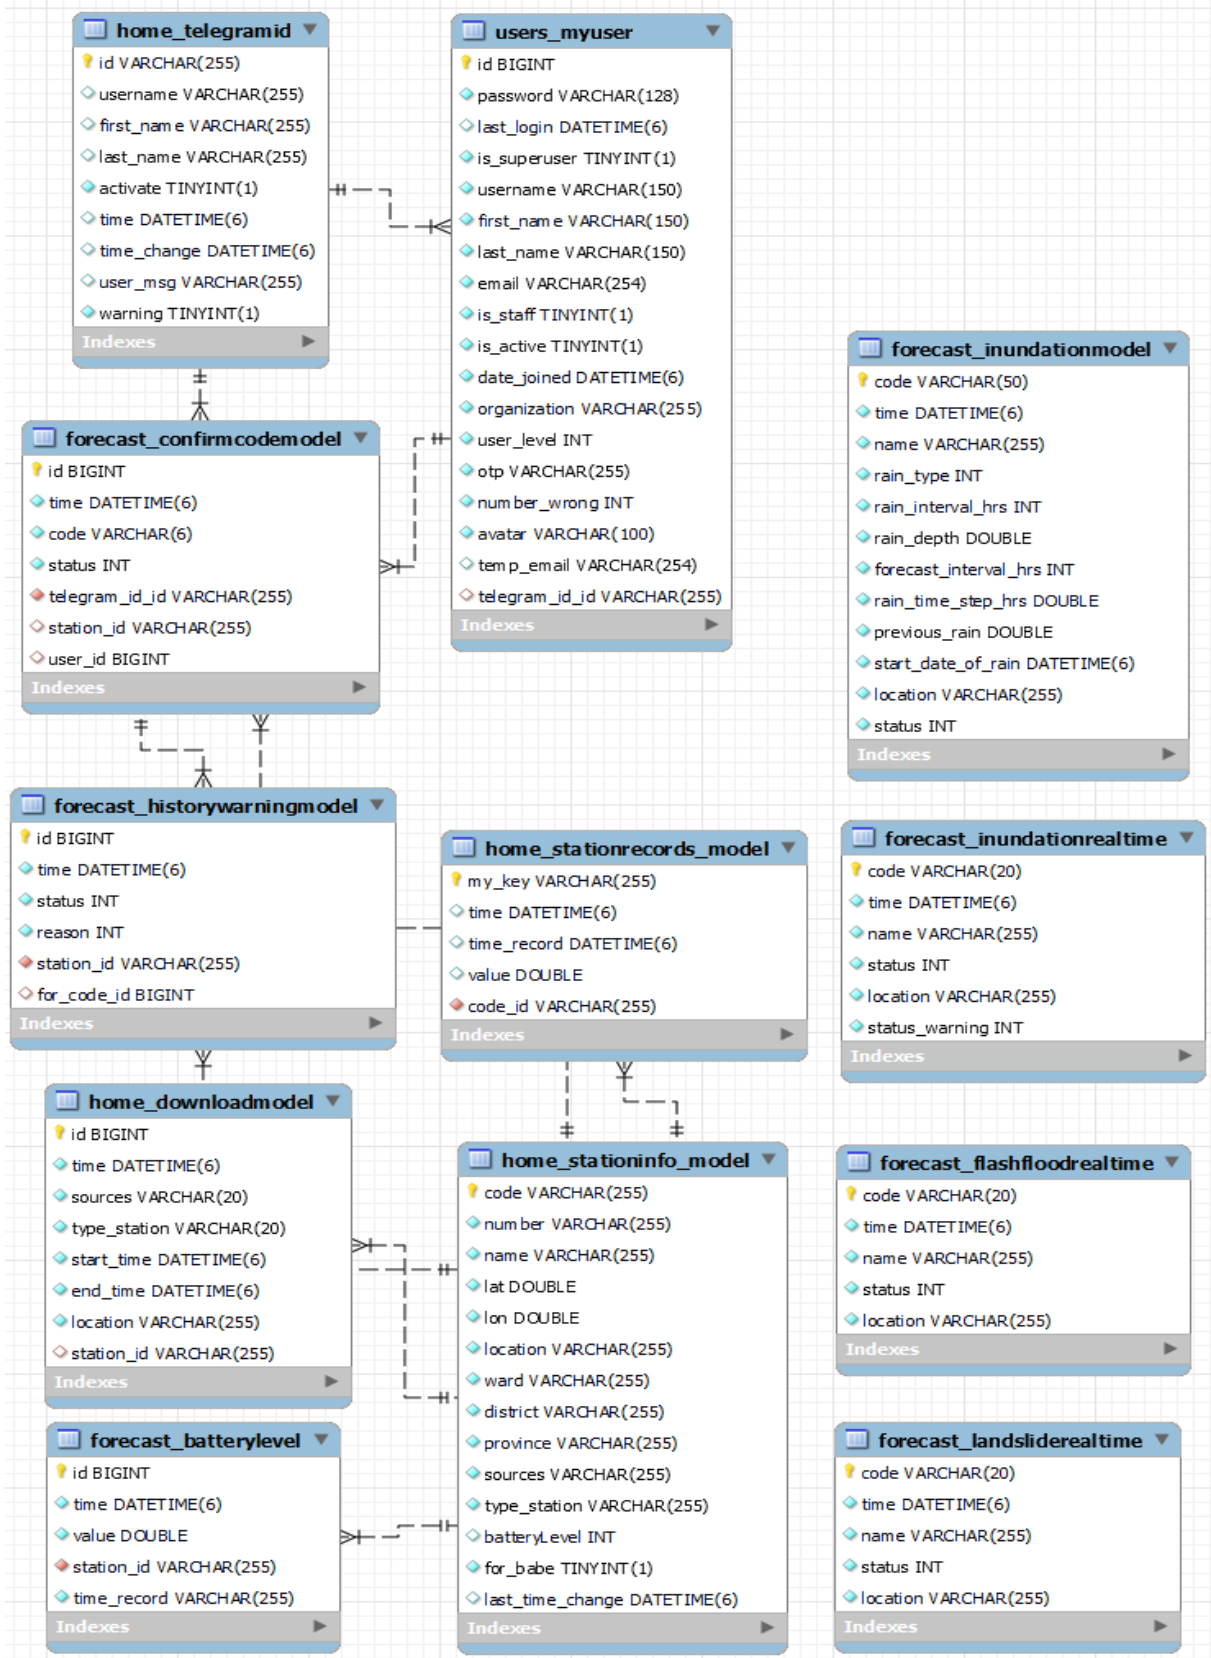 home_telegramid
id VARCHAR(255)
username VARCHAR(255)
first_name VARCHAR(255)
last_name VARCHAR(255)
activate TINYINT(1)
time DATETIME(6)
time_change DATETIME(6)
user_msg VARCHAR(255)
warning TINYINT(1)
Indexes
users_myuser
id BIGINT
password VARCHAR(128)
last_login DATETIME(6)
is_superuser TINYINT(1)
username VARCHAR(150)
first_name VARCHAR(150)
last_name VARCHAR(150)
email VARCHAR(254)
is_staff TINYINT(1)
is_active TINYINT(1)
date_joined DATETIME(6)
organization VARCHAR(255)
user_level INT
otp VARCHAR(255)
number_wrong INT
avatar VARCHAR(100)
temp_email VARCHAR(254)
telegram_id_id VARCHAR(255)
Indexes
forecast_inundationmodel
code VARCHAR(50)
time DATETIME(6)
name VARCHAR(255)
rain_type INT
rain_interval_hrs INT
rain_depth DOUBLE
forecast_interval_hrs INT
rain_time_step_hrs DOUBLE
previous_rain DOUBLE
start_date_of_rain DATETIME(6)
location VARCHAR(255)
status INT
Indexes
forecast_confirmcodemodel
id BIGINT
time DATETIME(6)
code VARCHAR(6)
status INT
telegram_id_id VARCHAR(255)
station_id VARCHAR(255)
user_id BIGINT
Indexes
forecast_historywarningmodel
id BIGINT
time DATETIME(6)
status INT
reason INT
station_id VARCHAR(255)
for_code_id BIGINT
Indexes
home_stationrecords_model
my_key VARCHAR(255)
time DATETIME(6)
time_record DATETIME(6)
value DOUBLE
code_id VARCHAR(255)
Indexes
forecast_inundationrealtime
code VARCHAR(20)
time DATETIME(6)
name VARCHAR(255)
status INT
location VARCHAR(255)
status_warning INT
Indexes
home_downloadmodel
id BIGINT
time DATETIME(6)
sources VARCHAR(20)
type_station VARCHAR(20)
start_time DATETIME(6)
end_time DATETIME(6)
location VARCHAR(255)
station_id VARCHAR(255)
Indexes
home_stationinfo_model
code VARCHAR(255)
number VARCHAR(255)
name VARCHAR(255)
lat DOUBLE
lon DOUBLE
location VARCHAR(255)
ward VARCHAR(255)
district VARCHAR(255)
province VARCHAR(255)
sources VARCHAR(255)
type_station VARCHAR(255)
batteryLevel INT
for_babe TINYINT(1)
last_time_change DATETIME(6)
Indexes
forecast_flashfloodrealtime
code VARCHAR(20)
time DATETIME(6)
name VARCHAR(255)
status INT
location VARCHAR(255)
Indexes
forecast_batterylevel
id BIGINT
time DATETIME(6)
value DOUBLE
station_id VARCHAR(255)
time_record VARCHAR(255)
Indexes
forecast_landsliderealtime
code VARCHAR(20)
time DATETIME(6)
name VARCHAR(255)
status INT
location VARCHAR(255)
Indexes